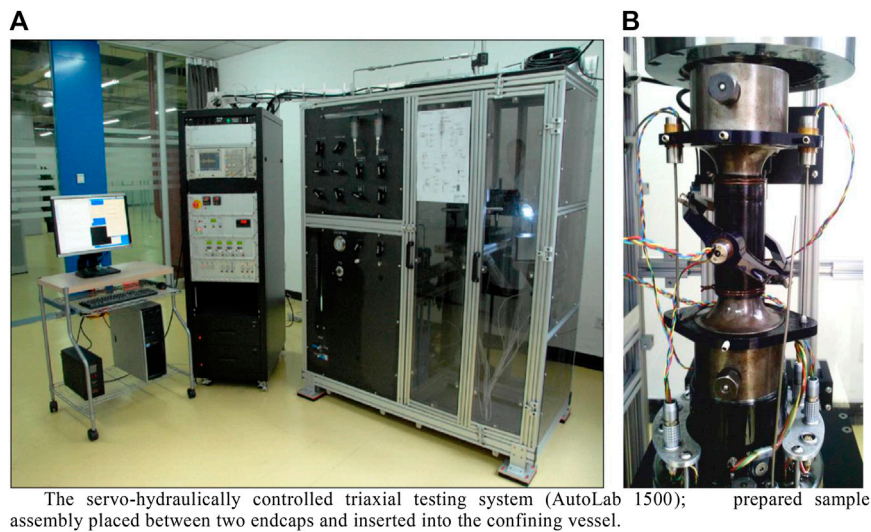 A
B
The servo-hydraulically controlled triaxial testing system (AutoLab 1500); prepared sample
assembly placed between two endcaps and inserted into the confining vessel.